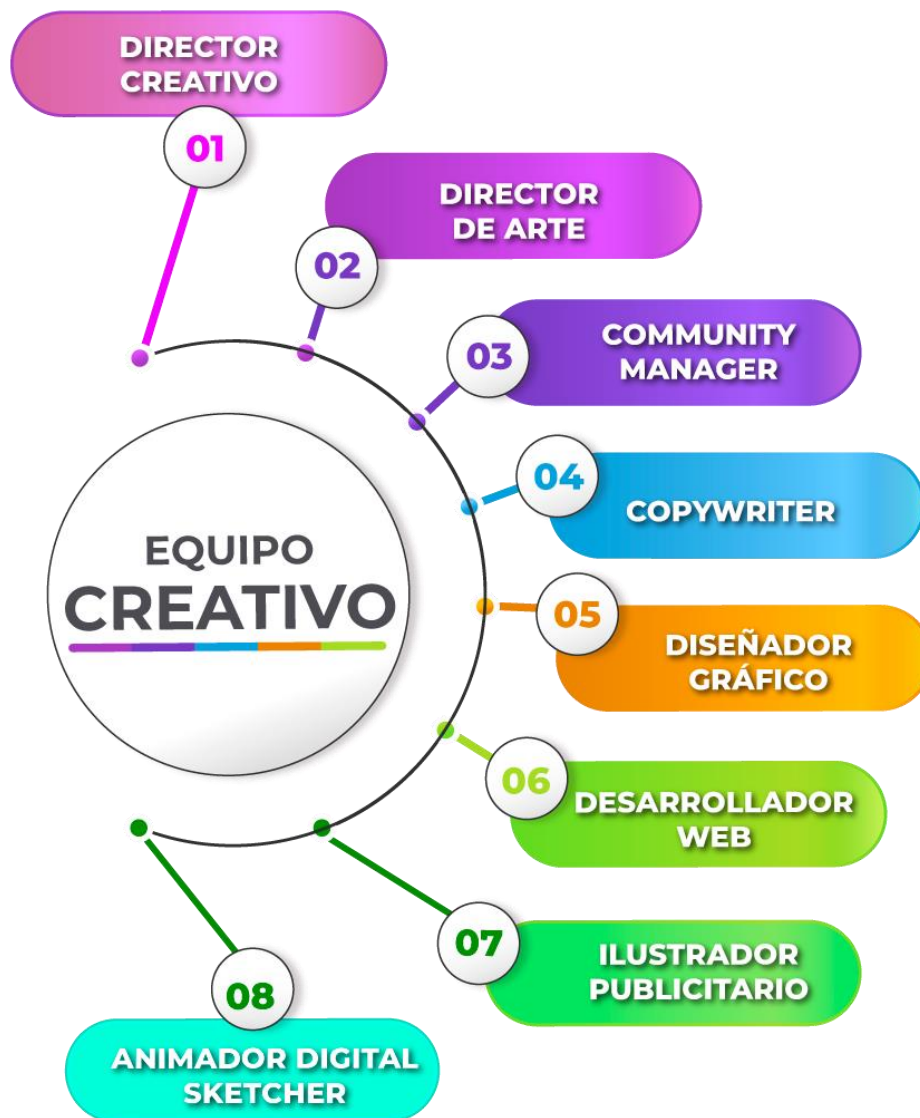 DIRECTOR
CREATIVO
01
DIRECTOR
DE ARTE
02
COMMUNITY
MANAGER
03
04
COPYWRITER
EQUIPO
CREATIVO
05
DISEÑADOR
GRÁFICO
06
DESARROLLADOR
WEB
07
ILUSTRADOR
PUBLICITARIO
08
ANIMADOR DIGITAL
SKETCHER